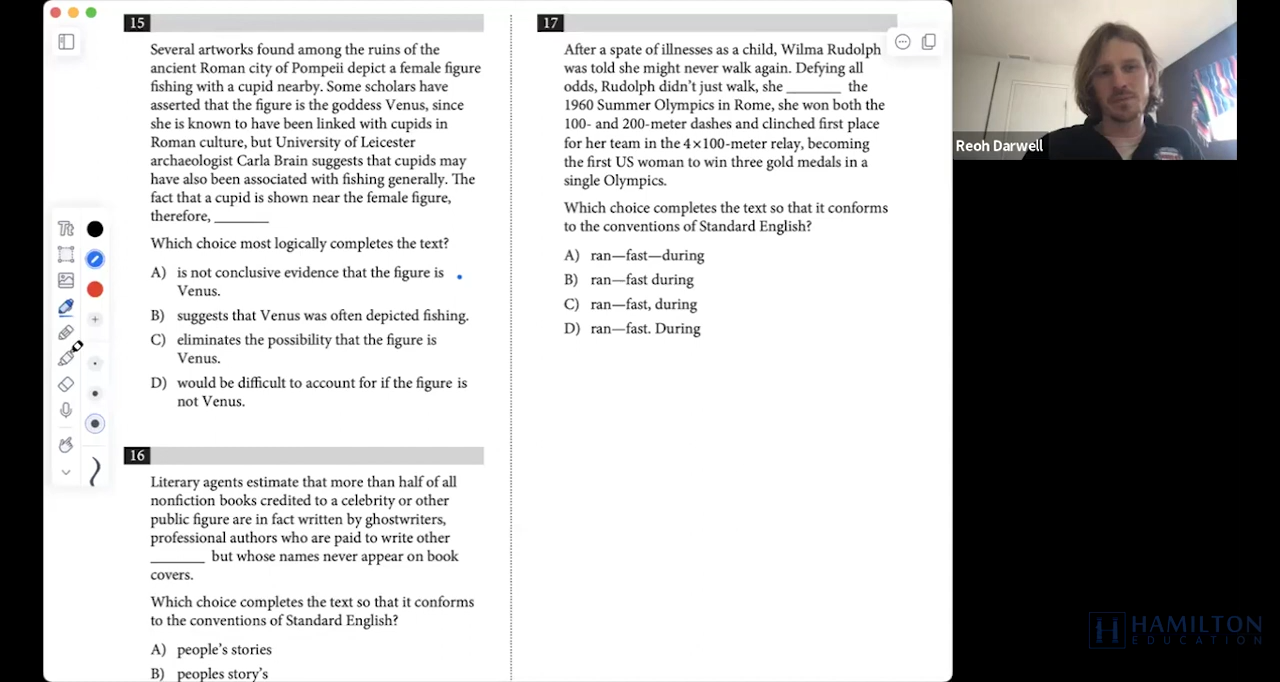 15
Several artworks found among the ruins of the
ancient Roman city of Pompeii depict a female figure
fishing with a cupid nearby. Some scholars have
asserted that the figure is the goddess Venus, since
she is known to have been linked with cupids in
Roman culture, but University of Leicester
archaeologist Carla Brain suggests that cupids may
have also been associated with fishing generally. The
fact that a cupid is shown near the female figure,
therefore, ________
Which choice most logically completes the text?
A) is not conclusive evidence that the figure is
Venus.
B) suggests that Venus was often depicted fishing.
C) eliminates the possibility that the figure is
Venus.
D) would be difficult to account for if the figure is
not Venus.
16
Literary agents estimate that more than half of all
nonfiction books credited to a celebrity or other
public figure are in fact written by ghostwriters,
professional authors who are paid to write other
________ but whose names never appear on book
covers.
Which choice completes the text so that it conforms
to the conventions of Standard English?
A) people’s stories
B) peoples story’s
17
After a spate of illnesses as a child, Wilma Rudolph
was told she might never walk again. Defying all
odds, Rudolph didn’t just walk, she ________ the
1960 Summer Olympics in Rome, she won both the
100- and 200-meter dashes and clinched first place
for her team in the 4×100-meter relay, becoming
the first US woman to win three gold medals in a
single Olympics.
Which choice completes the text so that it conforms
to the conventions of Standard English?
A) ran—fast—during
B) ran—fast during
C) ran—fast, during
D) ran—fast. During
Tt
Reoh Darwell
HAMILTON
EDUCATION